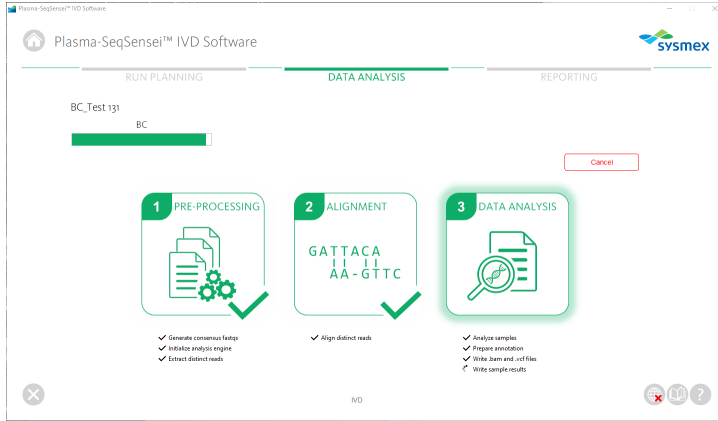 Plasma-SeqSensei™ IVD Software
Plasma-SeqSensei™ IVD Software
sysmex
RUN PLANNING
DATA ANALYSIS
REPORTING
BC_Test 131
BC
Cancel
1 PRE-PROCESSING
2 ALIGNMENT
3 DATA ANALYSIS
GATTACA
AA-GTTC
Generate consensus fastqs
Initialize analysis engine
Extract distinct reads
Align distinct reads
Analyze samples
Prepare annotation
Write .bam and .vcf files
Write sample results
IVD
?